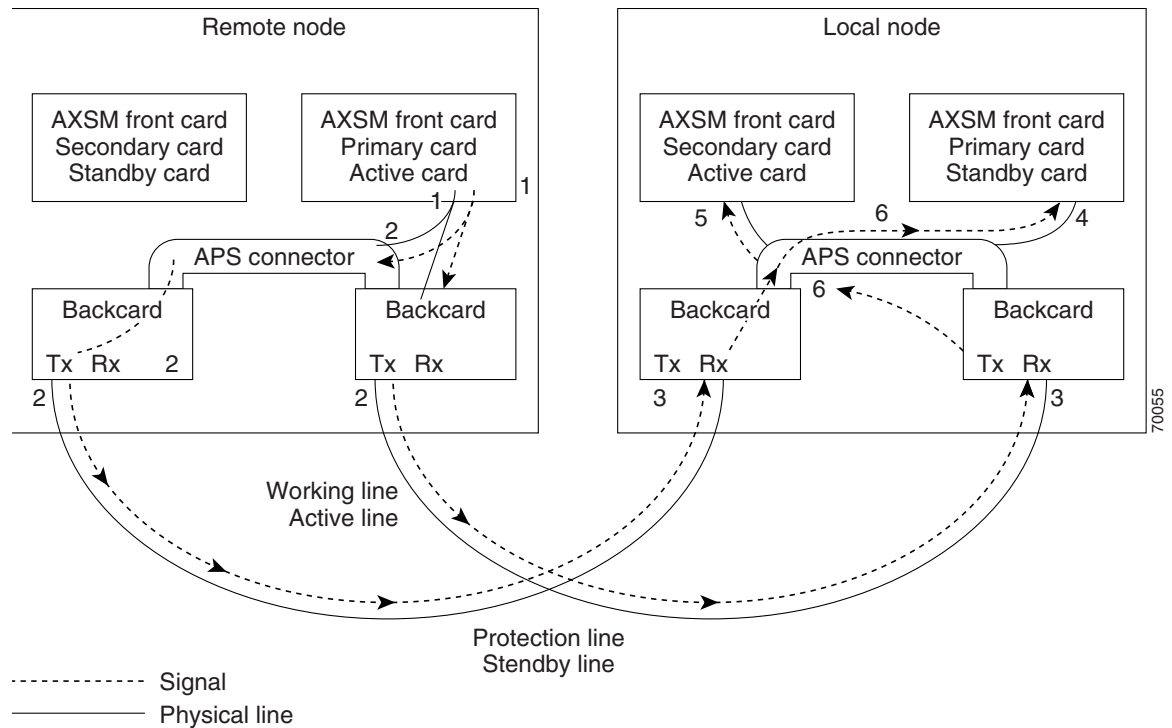 Remote node
Local node
AXSM front card
Secondary card
Standby card
AXSM front card
Primary card
Active card
AXSM front card
Secondary card
Active card
AXSM front card
Primary card
Standby card
1
1
2
5
6
4
APS connector
APS connector
6
Backcard
Backcard
Backcard
Backcard
Tx Rx 2
Tx Rx
Tx Rx
Tx Rx
2
2
3
3
70055
Working line
Active line
Protection line
Stendby line
Signal
Physical line